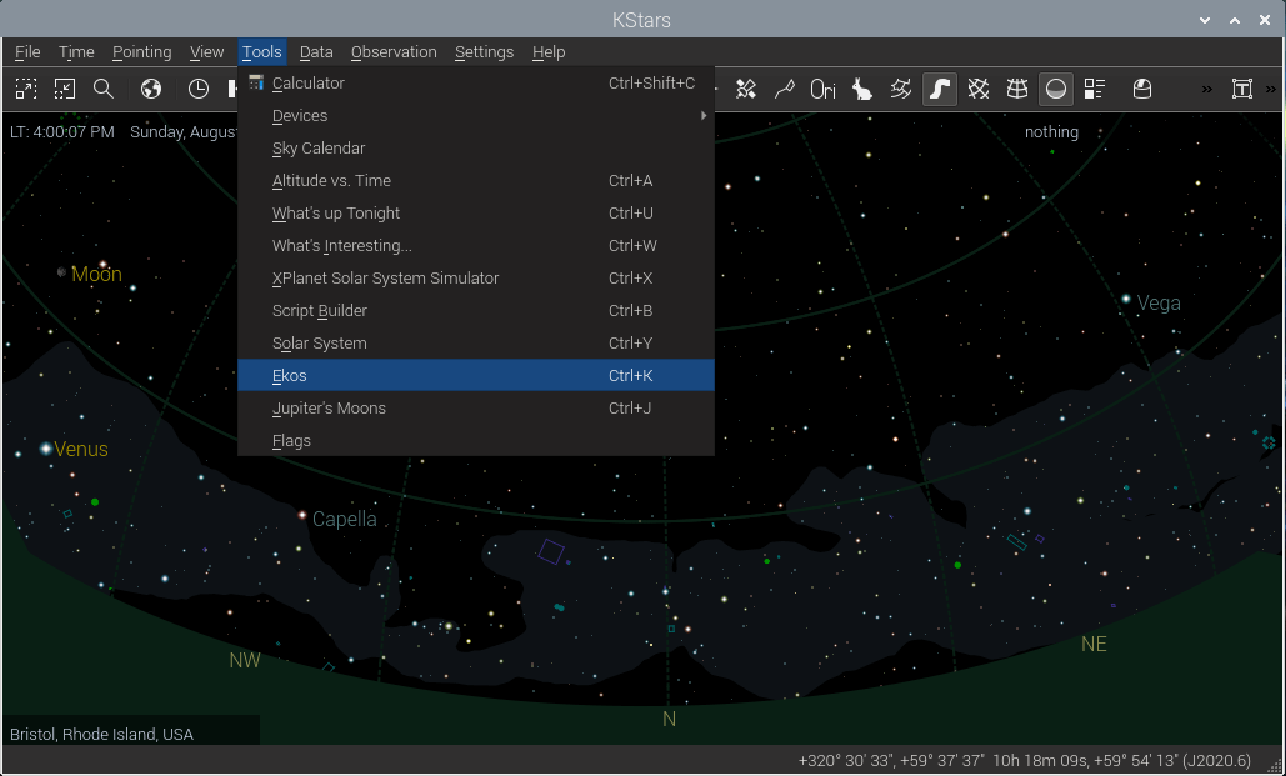 KStars
File Time Pointing View Tools Data Observation Settings Help
Ori
LT: 4:00:07 PM Sunday,
nothing
Calculator Ctrl+Shift+C
Devices
Sky Calendar
Altitude vs. Time Ctrl+A
What's up Tonight Ctrl+U
What's Interesting... Ctrl+W
XPlanet Solar System Simulator Ctrl+X
Script Builder Ctrl+B
Solar System Ctrl+Y
Ekos Ctrl+K
Jupiter's Moons Ctrl+J
Flags
Moon
Vega
Venus
Capella
NW
NE
N
Bristol, Rhode Island, USA
+320° 30' 33", +59° 37' 37" 10h 18m 09s, +59° 54' 13" (J2020.6)